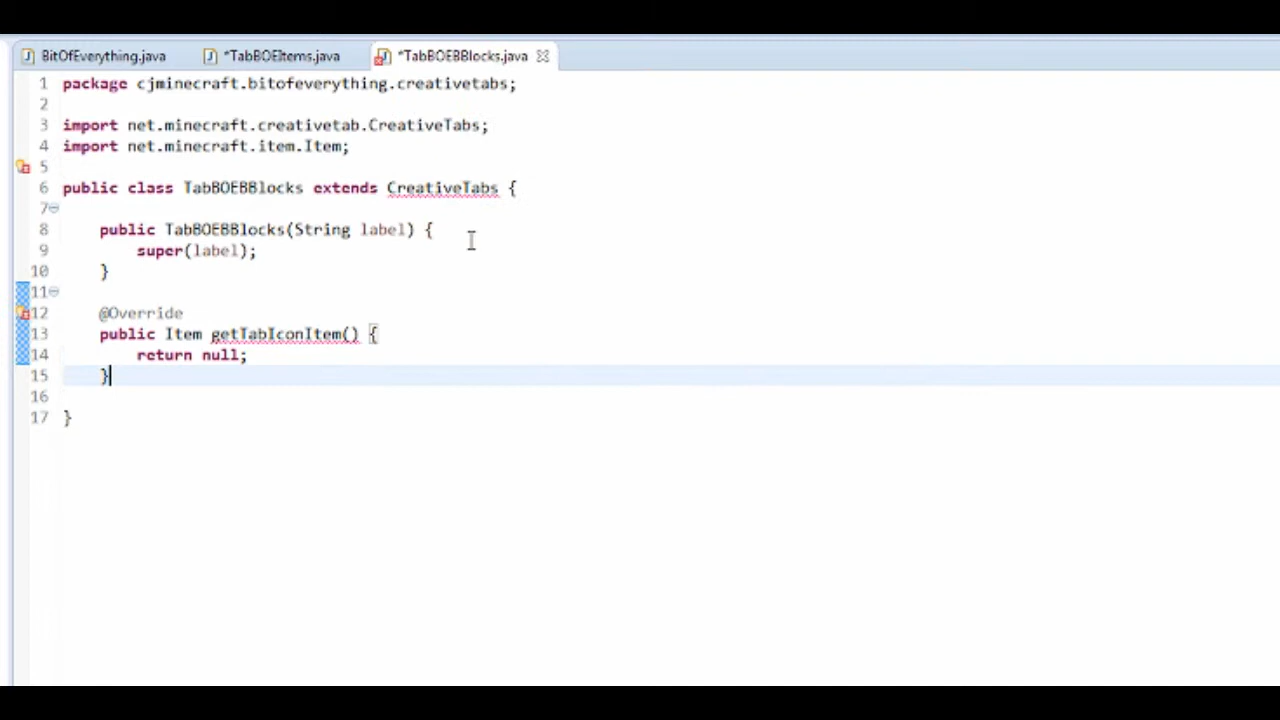 BitOfEverything.java *TabBOEItems.java *TabBOEBBlocks.java
1 package cjminecraft.bitofeverything.creativetabs;
2
3 import net.minecraft.creativetab.CreativeTabs;
4 import net.minecraft.item.Item;
5
6 public class TabBOEBBlocks extends CreativeTabs {
7
8 public TabBOEBBlocks(String label) {
9 super(label);
10 }
11
12 @Override
13 public Item getTabIconItem() {
14 return null;
15 }
16
17 }